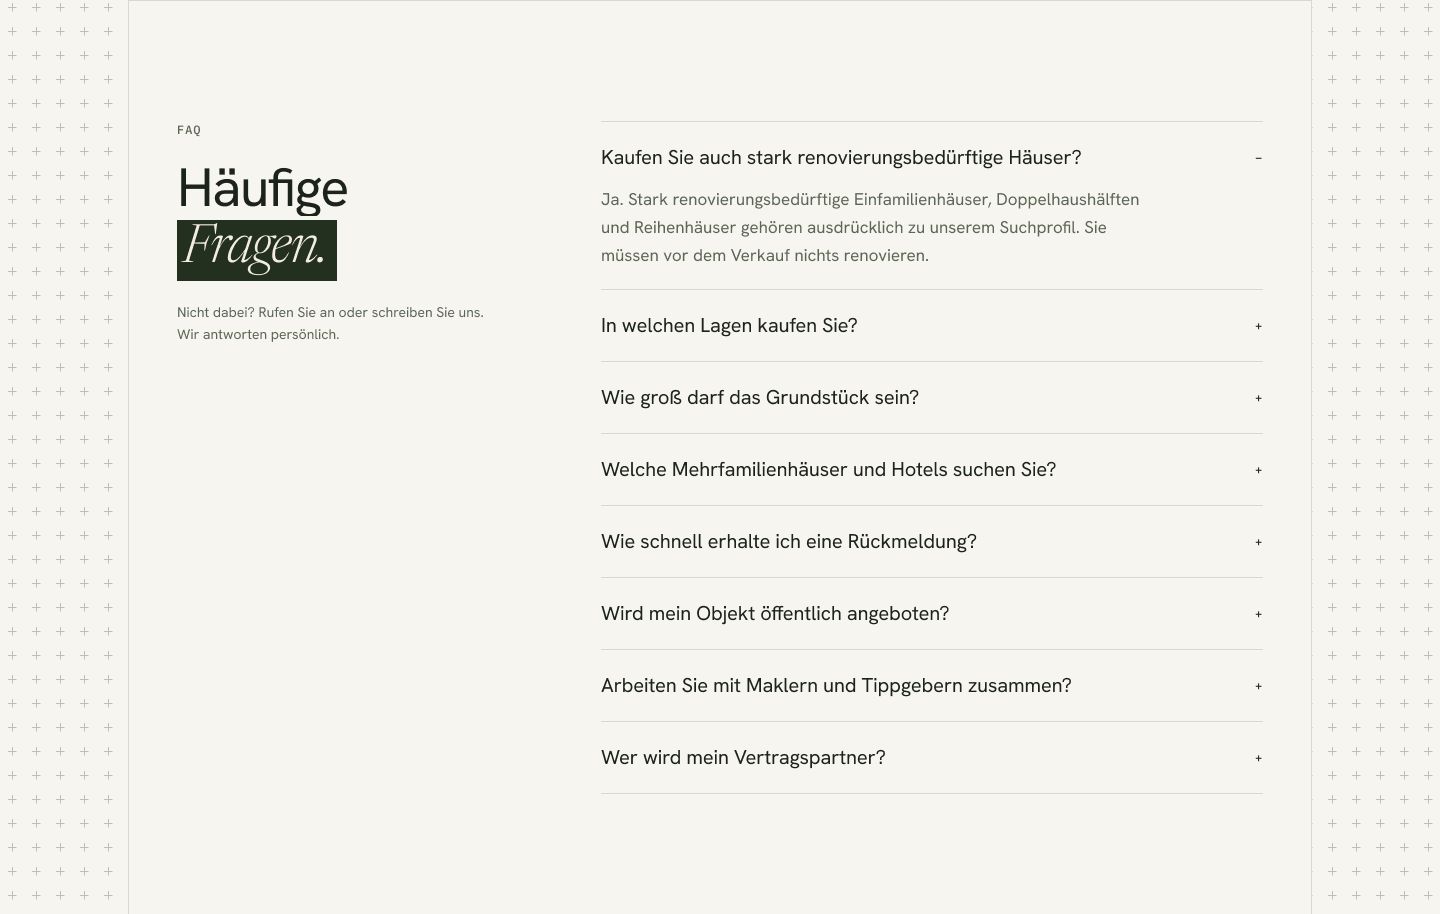 FAQ
Häufige
Fragen.
Nicht dabei? Rufen Sie an oder schreiben Sie uns.
Wir antworten persönlich.
Kaufen Sie auch stark renovierungsbedürftige Häuser?
Ja. Stark renovierungsbedürftige Einfamilienhäuser, Doppelhaushälften
und Reihenhäuser gehören ausdrücklich zu unserem Suchprofil. Sie
müssen vor dem Verkauf nichts renovieren.
In welchen Lagen kaufen Sie?
Wie groß darf das Grundstück sein?
Welche Mehrfamilienhäuser und Hotels suchen Sie?
Wie schnell erhalte ich eine Rückmeldung?
Wird mein Objekt öffentlich angeboten?
Arbeiten Sie mit Maklern und Tippgebern zusammen?
Wer wird mein Vertragspartner?